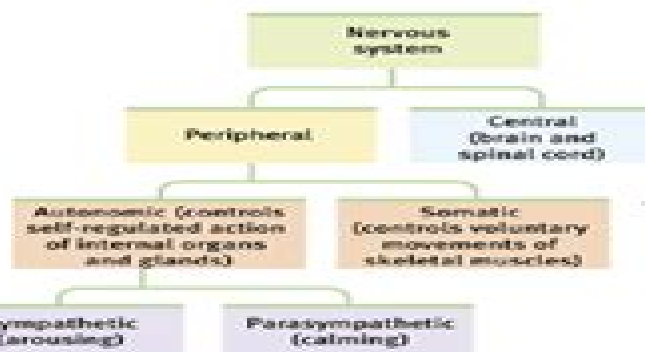 Nervous
system
Peripheral
Central
(brain and
spinal cord)
Autonomic (controls
self-regulated action
of internal organs
and glands)
Somatic
(controls voluntary
movements of
skeletal muscles)
ympathetic
(arousing)
Parasympathetic
(calming)